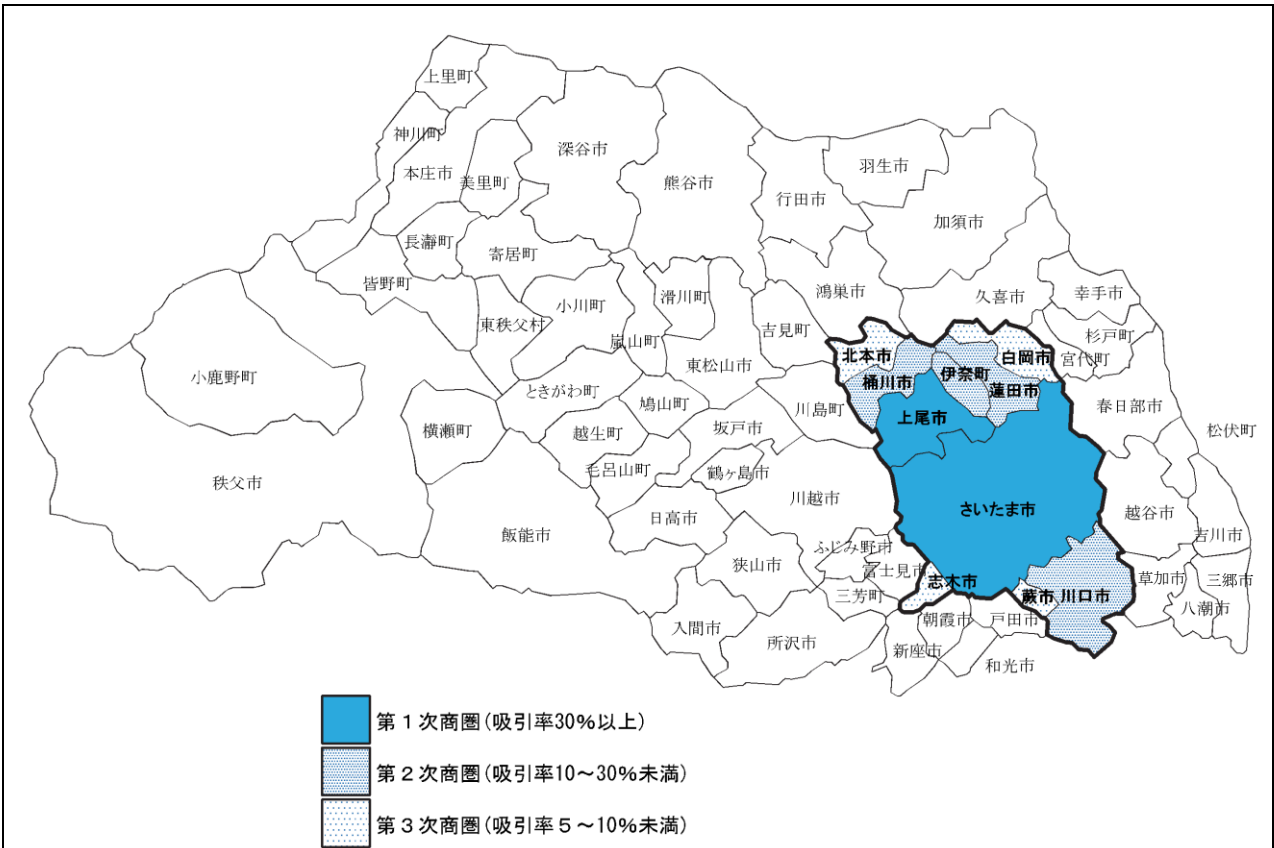 上里町
神川町
本庄市
美里町
深谷市
熊谷市
行田市
羽生市
加須市
長瀞町
寄居町
皆野町
小川町
東秩父村
嵐山町
滑川町
吉見町
鴻巣市
久喜市
幸手市
杉戸町
宮代町
白岡市
北本市
桶川市
伊奈町
蓮田市
東松山市
小鹿野町
ときがわ町
鳩山町
川島町
上尾市
春日部市
松伏町
横瀬町
越生町
坂戸市
毛呂山町
鶴ヶ島市
秩父市
川越市
さいたま市
越谷市
吉川市
飯能市
日高市
ふじみ野市
狭山市
富士見市
志木市
三芳町
蕨市
川口市
草加市
三郷市
八潮市
入間市
所沢市
朝霞市
戸田市
新座市
和光市
第1次商圏(吸引率30%以上)
第2次商圏(吸引率10~30%未満)
第3次商圏(吸引率5~10%未満)